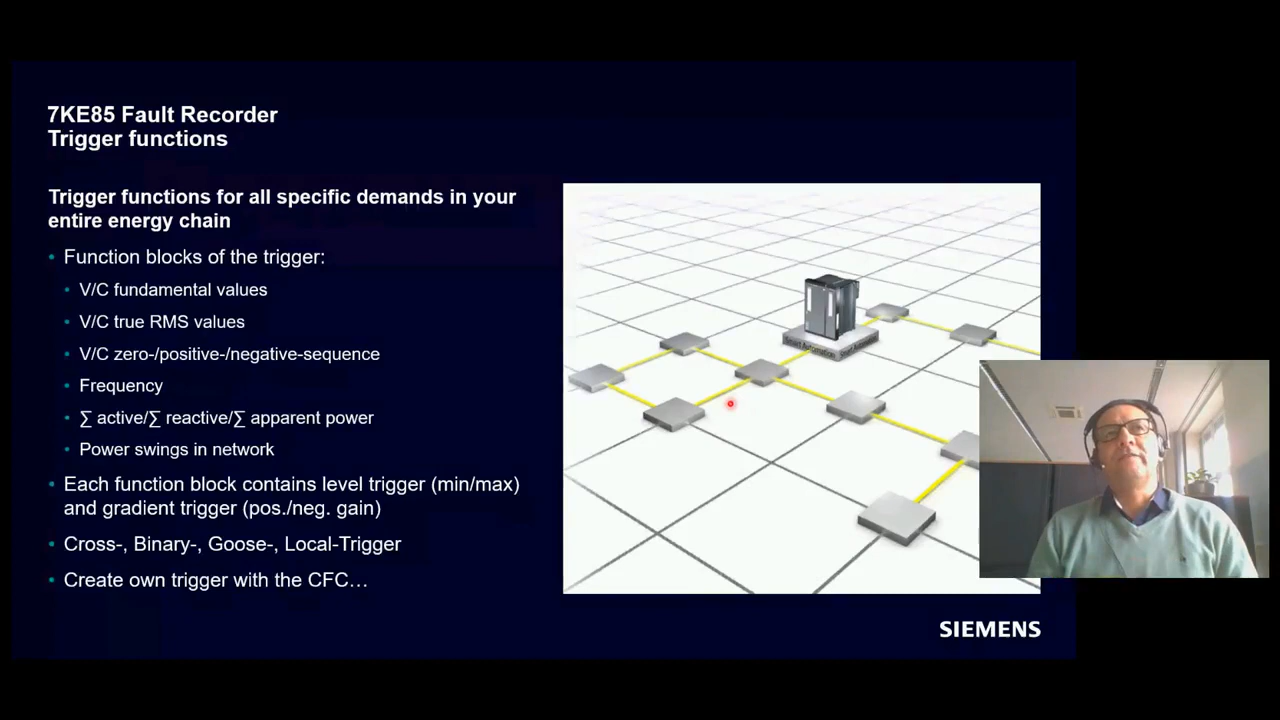 7KE85 Fault Recorder
Trigger functions
Trigger functions for all specific demands in your
entire energy chain
• Function blocks of the trigger:
• V/C fundamental values
• V/C true RMS values
• V/C zero-/positive-/negative-sequence
• Frequency
• ∑ active/∑ reactive/∑ apparent power
• Power swings in network
• Each function block contains level trigger (min/max)
and gradient trigger (pos./neg. gain)
• Cross-, Binary-, Goose-, Local-Trigger
• Create own trigger with the CFC…
Smart Automation
SIEMENS